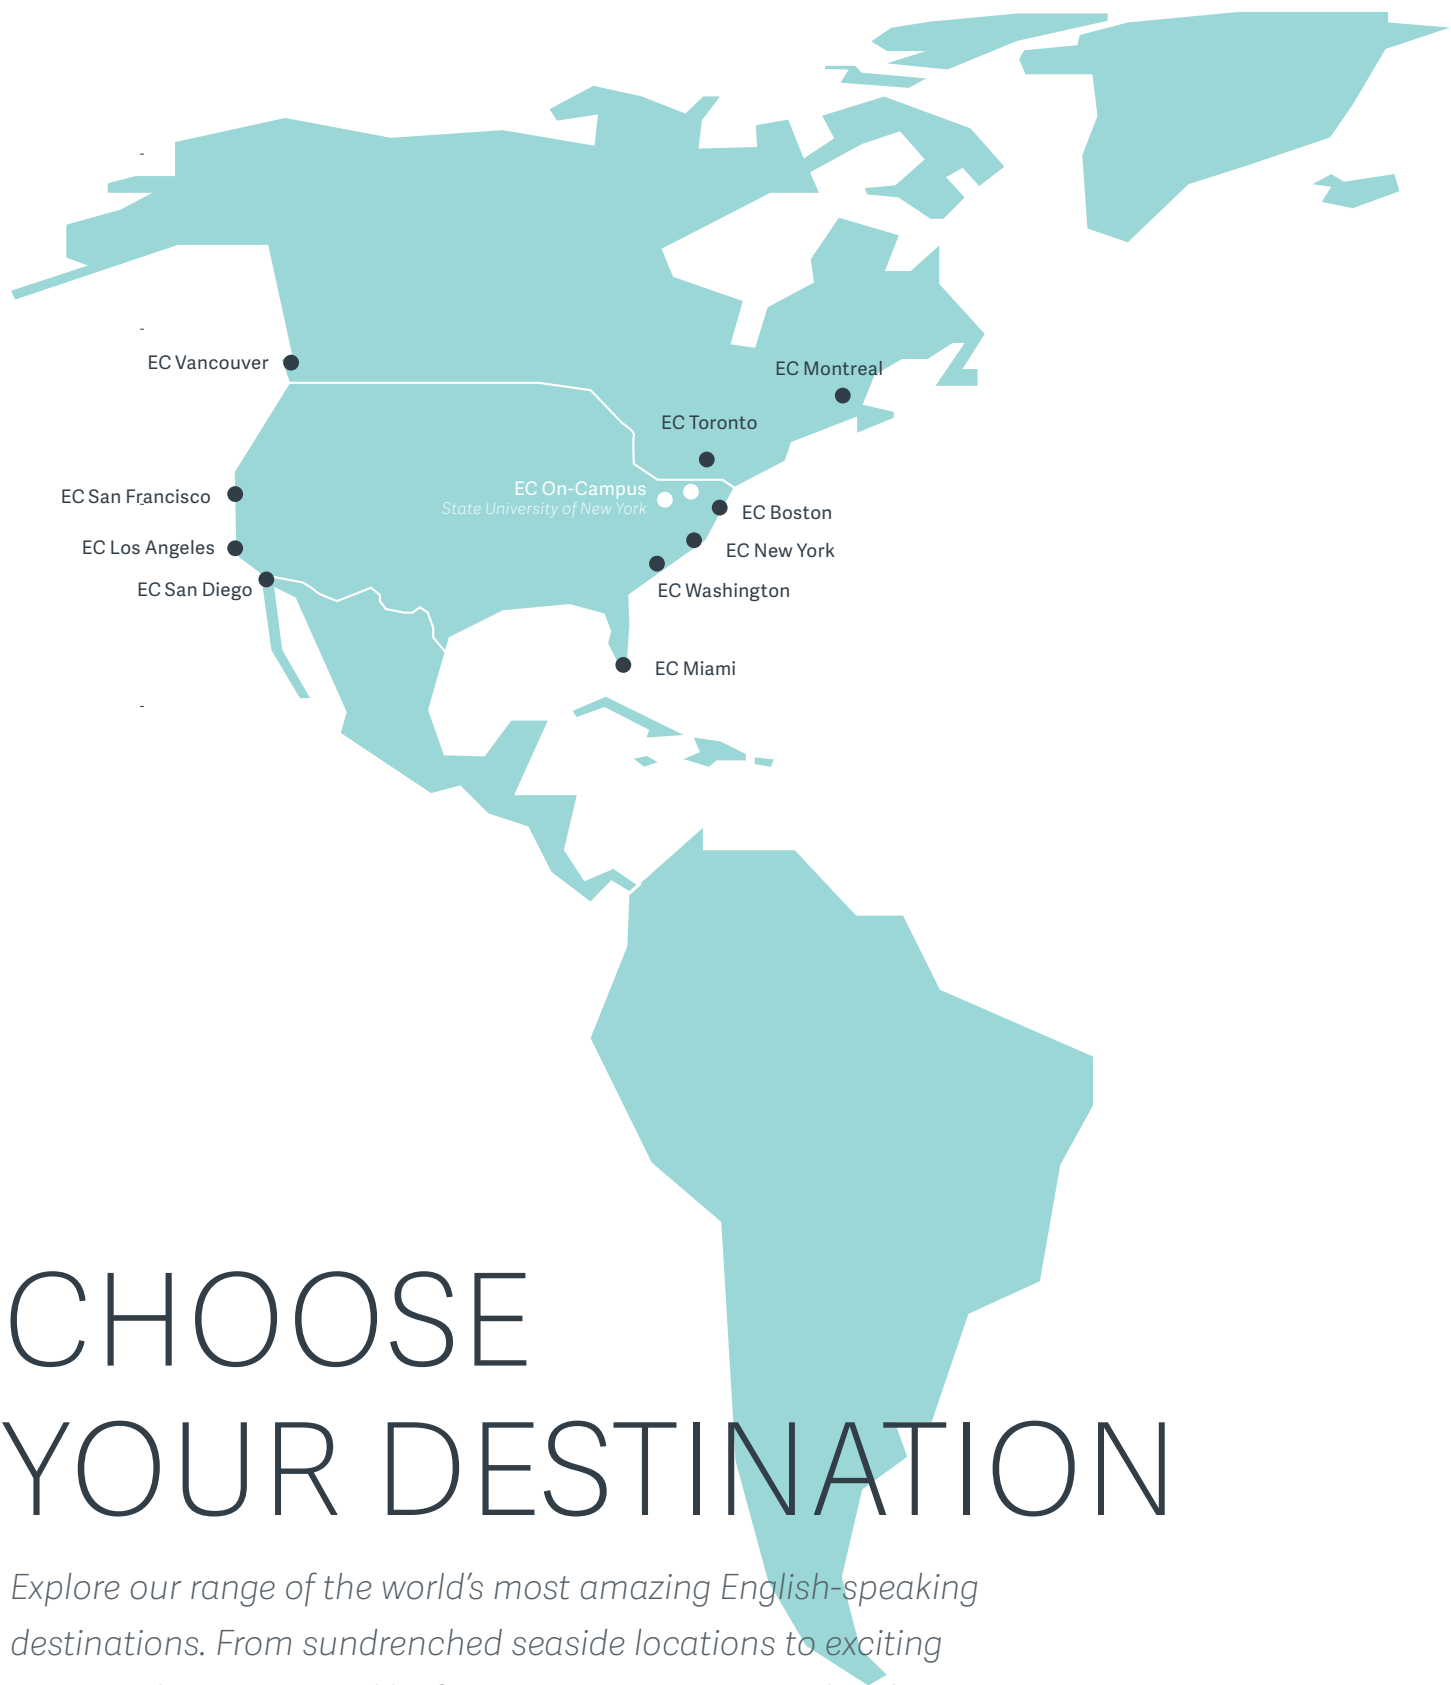 EC Vancouver
EC Montreal
EC Toronto
EC On-Campus
State University of New York
EC San Francisco
EC Boston
EC Los Angeles
EC New York
EC San Diego
EC Washington
EC Miami
CHOOSE
YOUR DESTINATION
Explore our range of the world’s most amazing English-speaking
destinations. From sundrenched seaside locations to exciting